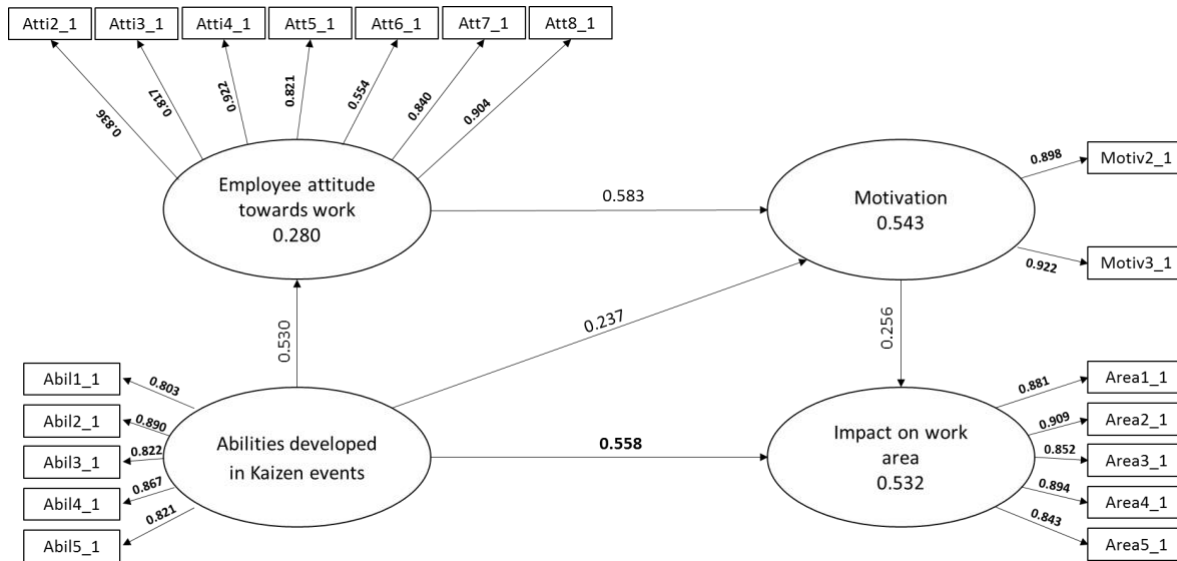 Atti2_1 Atti3_1 Atti4_1 Att5_1 Att6_1 Att7_1 Att8_1
0.836 0.817 0.922 0.821 0.554 0.840 0.904
Employee attitude
towards work
0.280
0.583
Motivation
0.543
0.898
Motiv2_1
0.922
Motiv3_1
0.530
0.237
0.256
Abil1_1
0.803
Abil2_1
0.890
Abil3_1
0.822
Abil4_1
0.867
Abil5_1
0.821
Abilities developed
in Kaizen events
0.558
Impact on work
area
0.532
0.881
Area1_1
0.909
Area2_1
0.852
Area3_1
0.894
Area4_1
0.843
Area5_1